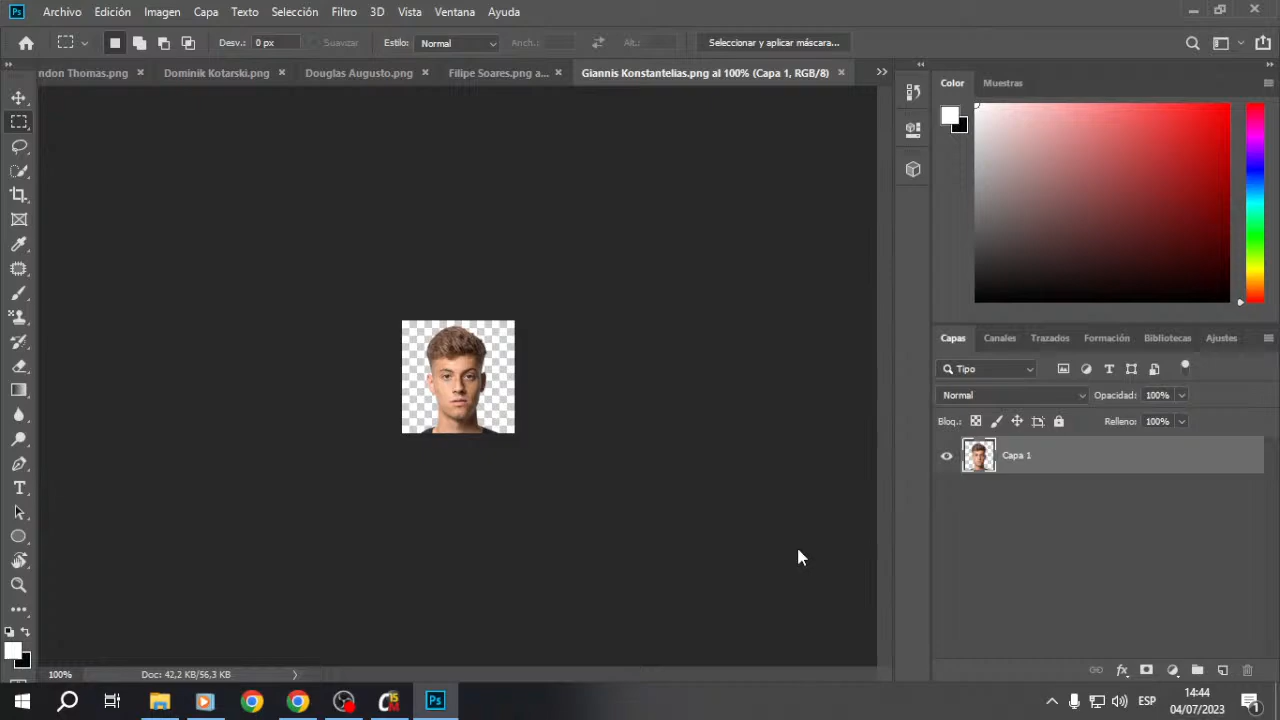 Ps Archivo Edición Imagen Capa Texto Selección Filtro 3D Vista Ventana Ayuda
Desv.: 0 px Suavizar Estilo: Normal Anch.: Alt.: Seleccionar y aplicar máscara...
ndon Thomas.png Dominik Kotarski.png Douglas Augusto.png Filipe Soares.png a... Giannis Konstantelias.png al 100% (Capa 1, RGB/8)
Color Muestras
Capas Canales Trazados Formación Bibliotecas Ajustes
Tipo
Normal Opacidad: 100%
Bloq.: Relleno: 100%
Capa 1
100% Doc: 42,2 KB/56,3 KB
Ps ESP 14:44
04/07/2023 1